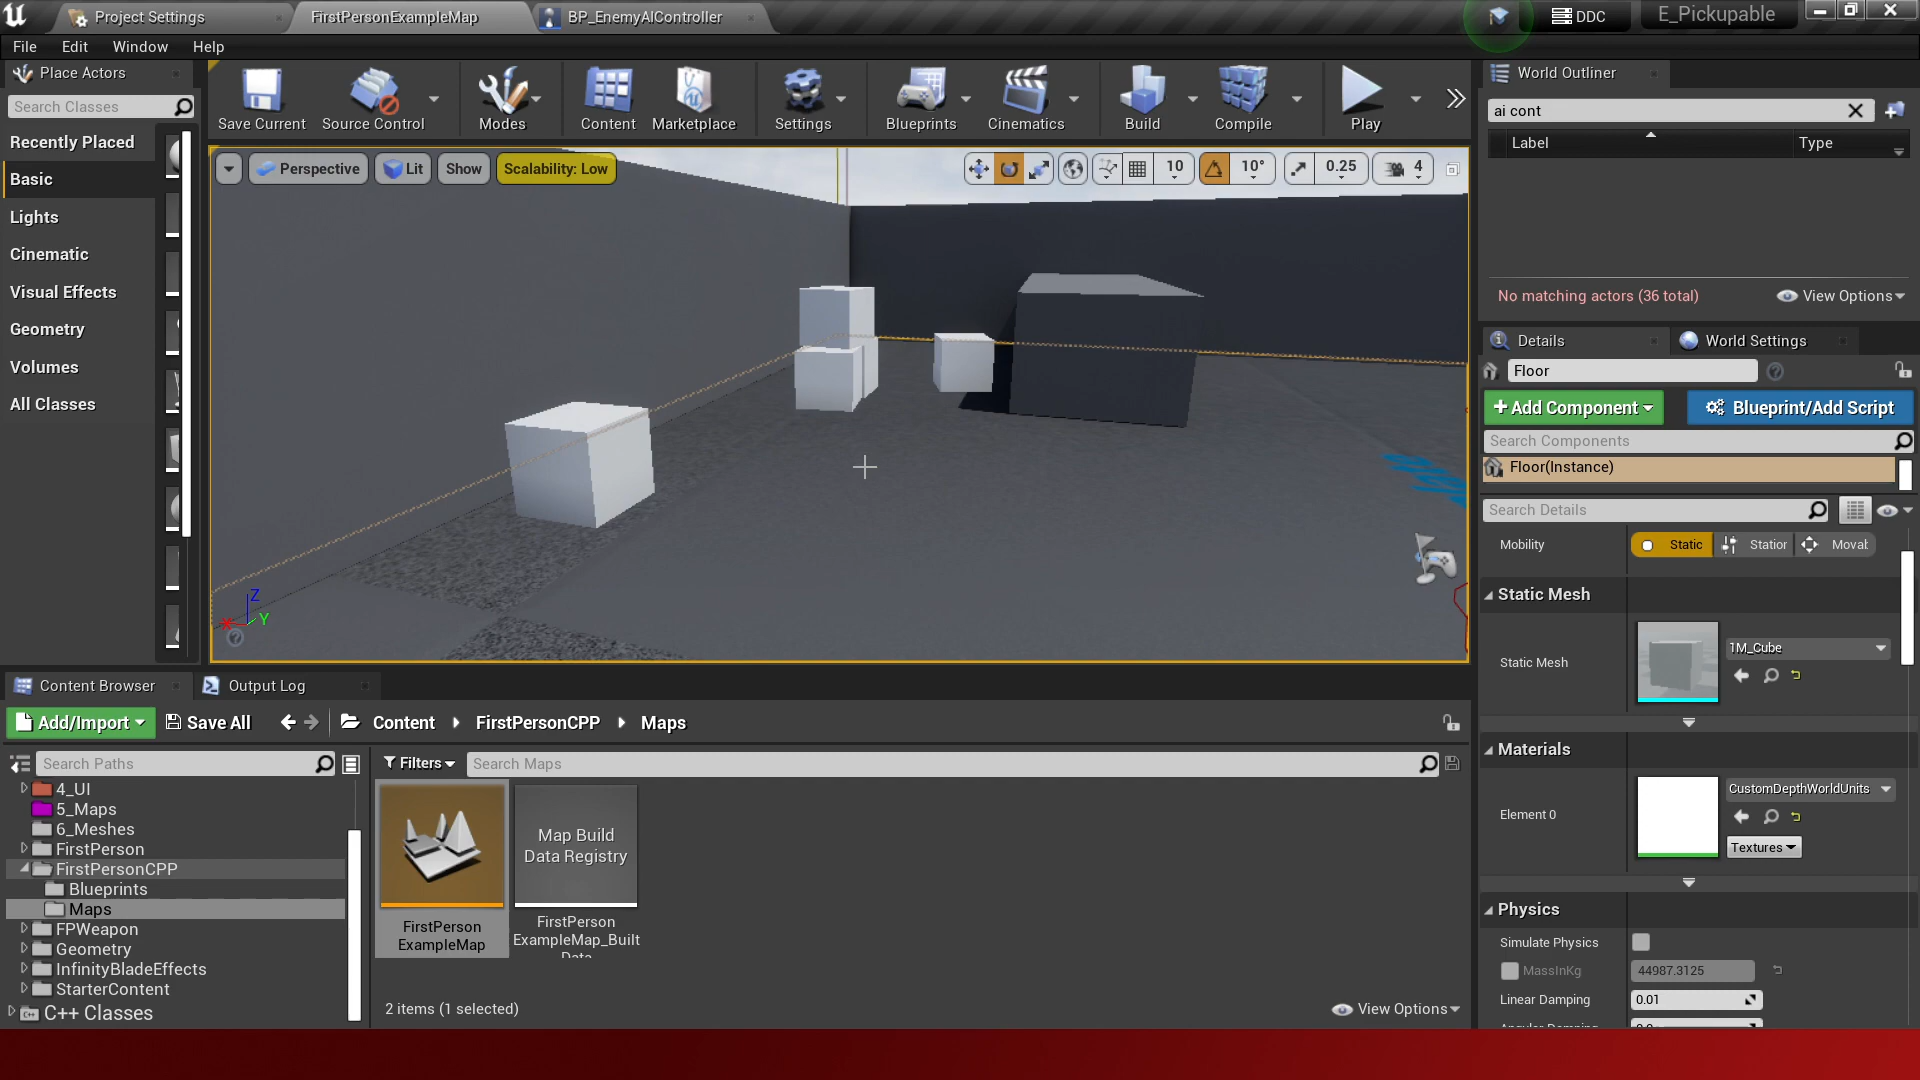 Project Settings
FirstPersonExampleMap
BP_EnemyAIController
DDC
E_Pickupable
File
Edit
Window
Help
Place Actors
Search Classes
Recently Placed
Basic
Lights
Cinematic
Visual Effects
Geometry
Volumes
All Classes
Save Current
Source Control
Modes
Content
Marketplace
Settings
Blueprints
Cinematics
Build
Compile
Play
Perspective
Lit
Show
Scalability: Low
10
10°
0.25
4
Z
Y
X
World Outliner
ai cont
Label
Type
No matching actors (36 total)
View Options
Details
World Settings
Floor
+Add Component
Blueprint/Add Script
Search Components
Floor(Instance)
Search Details
Mobility
Static
Station
Movab
Static Mesh
Static Mesh
1M_Cube
Materials
Element 0
CustomDepthWorldUnits
Textures
Physics
Simulate Physics
MassInKg
44987.3125
Linear Damping
0.01
Content Browser
Output Log
Add/Import
Save All
Content
FirstPersonCPP
Maps
Search Paths
Filters
Search Maps
4_UI
5_Maps
6_Meshes
FirstPerson
FirstPersonCPP
Blueprints
Maps
FPWeapon
Geometry
InfinityBladeEffects
StarterContent
C++ Classes
FirstPerson
ExampleMap
Map Build
Data Registry
FirstPerson
ExampleMap_Built
Data
2 items (1 selected)
View Options